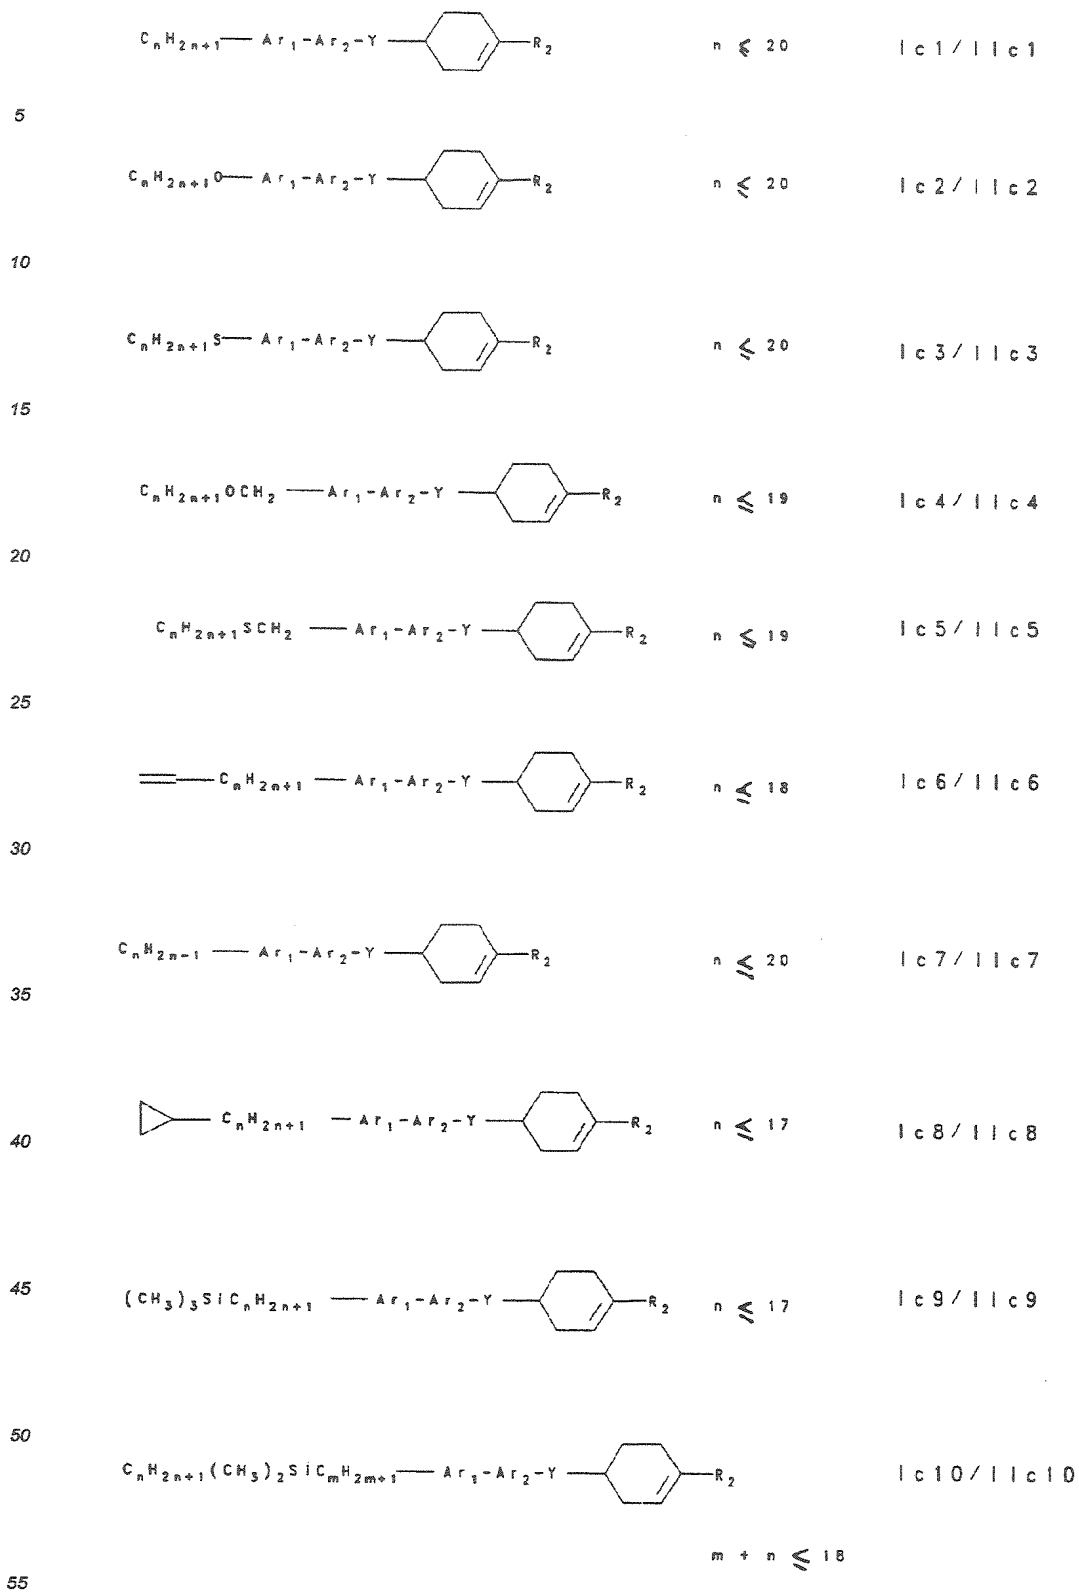 CnH2n+1 — Ar1-Ar2-Y — R2 n ≤ 20 Ic1/IIc1
5
CnH2n+1O — Ar1-Ar2-Y — R2 n ≤ 20 Ic2/IIc2
10
CnH2n+1S — Ar1-Ar2-Y — R2 n ≤ 20 Ic3/IIc3
15
CnH2n+1OCH2 — Ar1-Ar2-Y — R2 n ≤ 19 Ic4/IIc4
20
CnH2n+1SCH2 — Ar1-Ar2-Y — R2 n ≤ 19 Ic5/IIc5
25
CnH2n+1 — Ar1-Ar2-Y — R2 n ≤ 18 Ic6/IIc6
30
CnH2n-1 — Ar1-Ar2-Y — R2 n ≤ 20 Ic7/IIc7
35
CnH2n+1 — Ar1-Ar2-Y — R2 n ≤ 17 Ic8/IIc8
40
45
(CH3)3SiCnH2n+1 — Ar1-Ar2-Y — R2 n ≤ 17 Ic9/IIc9
50
CnH2n+1(CH3)2SiCmH2m+1 — Ar1-Ar2-Y — R2 Ic10/IIc10
m + n ≤ 18
55